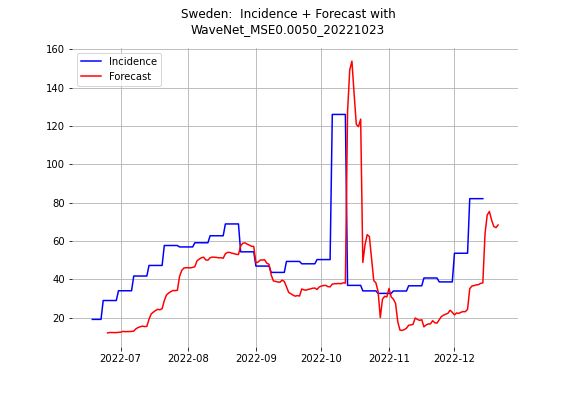 Sweden:  Incidence + Forecast with
WaveNet_MSE0.0050_20221023
160
140
120
100
80
60
40
20
Incidence
Forecast
2022-07 2022-08 2022-09 2022-10 2022-11 2022-12